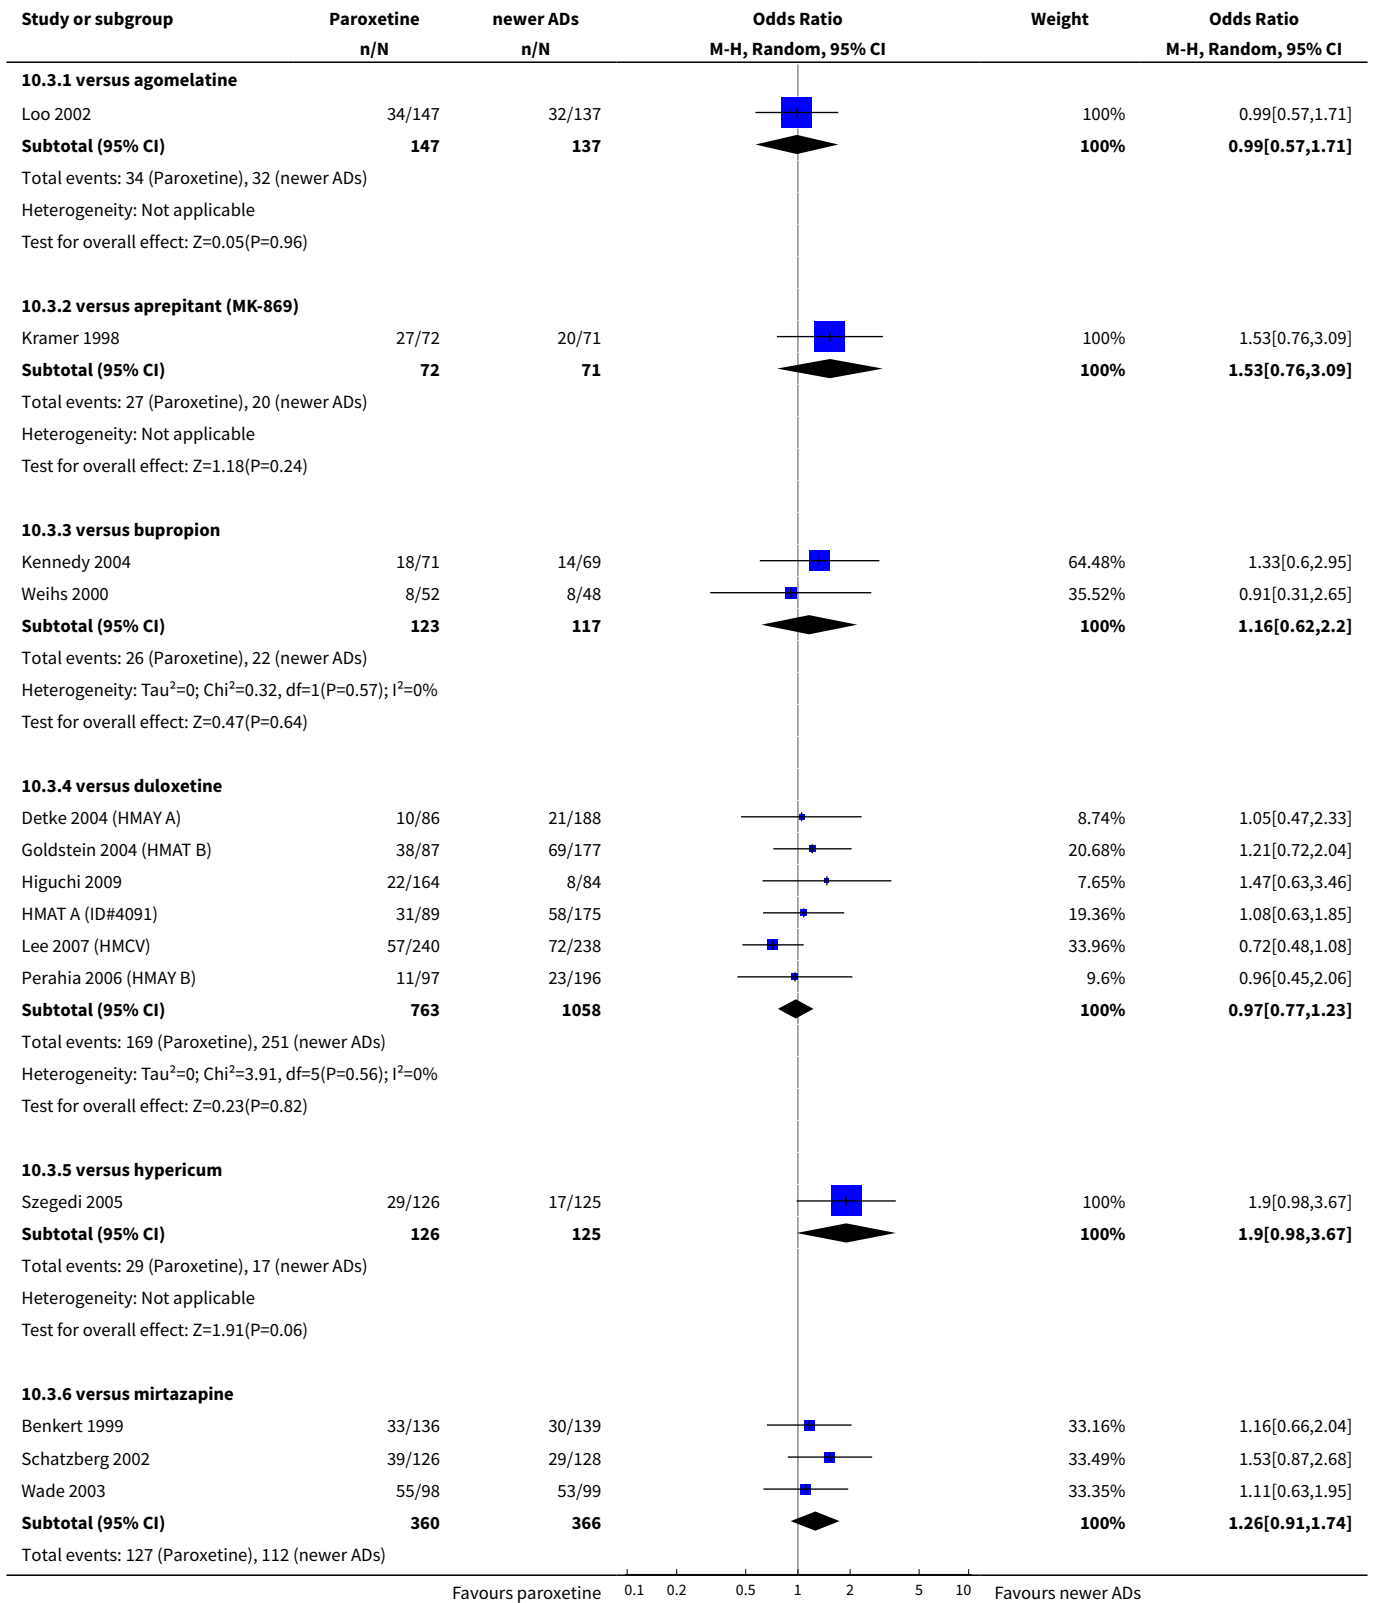 Study or subgroup Paroxetine newer ADs Odds Ratio Weight Odds Ratio
n/N n/N M-H, Random, 95% CI M-H, Random, 95% CI
10.3.1 versus agomelatine
Loo 2002 34/147 32/137 100% 0.99[0.57,1.71]
Subtotal (95% CI) 147 137 100% 0.99[0.57,1.71]
Total events: 34 (Paroxetine), 32 (newer ADs)
Heterogeneity: Not applicable
Test for overall effect: Z=0.05(P=0.96)
10.3.2 versus aprepitant (MK-869)
Kramer 1998 27/72 20/71 100% 1.53[0.76,3.09]
Subtotal (95% CI) 72 71 100% 1.53[0.76,3.09]
Total events: 27 (Paroxetine), 20 (newer ADs)
Heterogeneity: Not applicable
Test for overall effect: Z=1.18(P=0.24)
10.3.3 versus bupropion
Kennedy 2004 18/71 14/69 64.48% 1.33[0.6,2.95]
Weihs 2000 8/52 8/48 35.52% 0.91[0.31,2.65]
Subtotal (95% CI) 123 117 100% 1.16[0.62,2.2]
Total events: 26 (Paroxetine), 22 (newer ADs)
Heterogeneity: Tau²=0; Chi²=0.32, df=1(P=0.57); I²=0%
Test for overall effect: Z=0.47(P=0.64)
10.3.4 versus duloxetine
Detke 2004 (HMAY A) 10/86 21/188 8.74% 1.05[0.47,2.33]
Goldstein 2004 (HMAT B) 38/87 69/177 20.68% 1.21[0.72,2.04]
Higuchi 2009 22/164 8/84 7.65% 1.47[0.63,3.46]
HMAT A (ID#4091) 31/89 58/175 19.36% 1.08[0.63,1.85]
Lee 2007 (HMCV) 57/240 72/238 33.96% 0.72[0.48,1.08]
Perahia 2006 (HMAY B) 11/97 23/196 9.6% 0.96[0.45,2.06]
Subtotal (95% CI) 763 1058 100% 0.97[0.77,1.23]
Total events: 169 (Paroxetine), 251 (newer ADs)
Heterogeneity: Tau²=0; Chi²=3.91, df=5(P=0.56); I²=0%
Test for overall effect: Z=0.23(P=0.82)
10.3.5 versus hypericum
Szegedi 2005 29/126 17/125 100% 1.9[0.98,3.67]
Subtotal (95% CI) 126 125 100% 1.9[0.98,3.67]
Total events: 29 (Paroxetine), 17 (newer ADs)
Heterogeneity: Not applicable
Test for overall effect: Z=1.91(P=0.06)
10.3.6 versus mirtazapine
Benkert 1999 33/136 30/139 33.16% 1.16[0.66,2.04]
Schatzberg 2002 39/126 29/128 33.49% 1.53[0.87,2.68]
Wade 2003 55/98 53/99 33.35% 1.11[0.63,1.95]
Subtotal (95% CI) 360 366 100% 1.26[0.91,1.74]
Total events: 127 (Paroxetine), 112 (newer ADs)
Favours paroxetine 0.1 0.2 0.5 1 2 5 10 Favours newer ADs